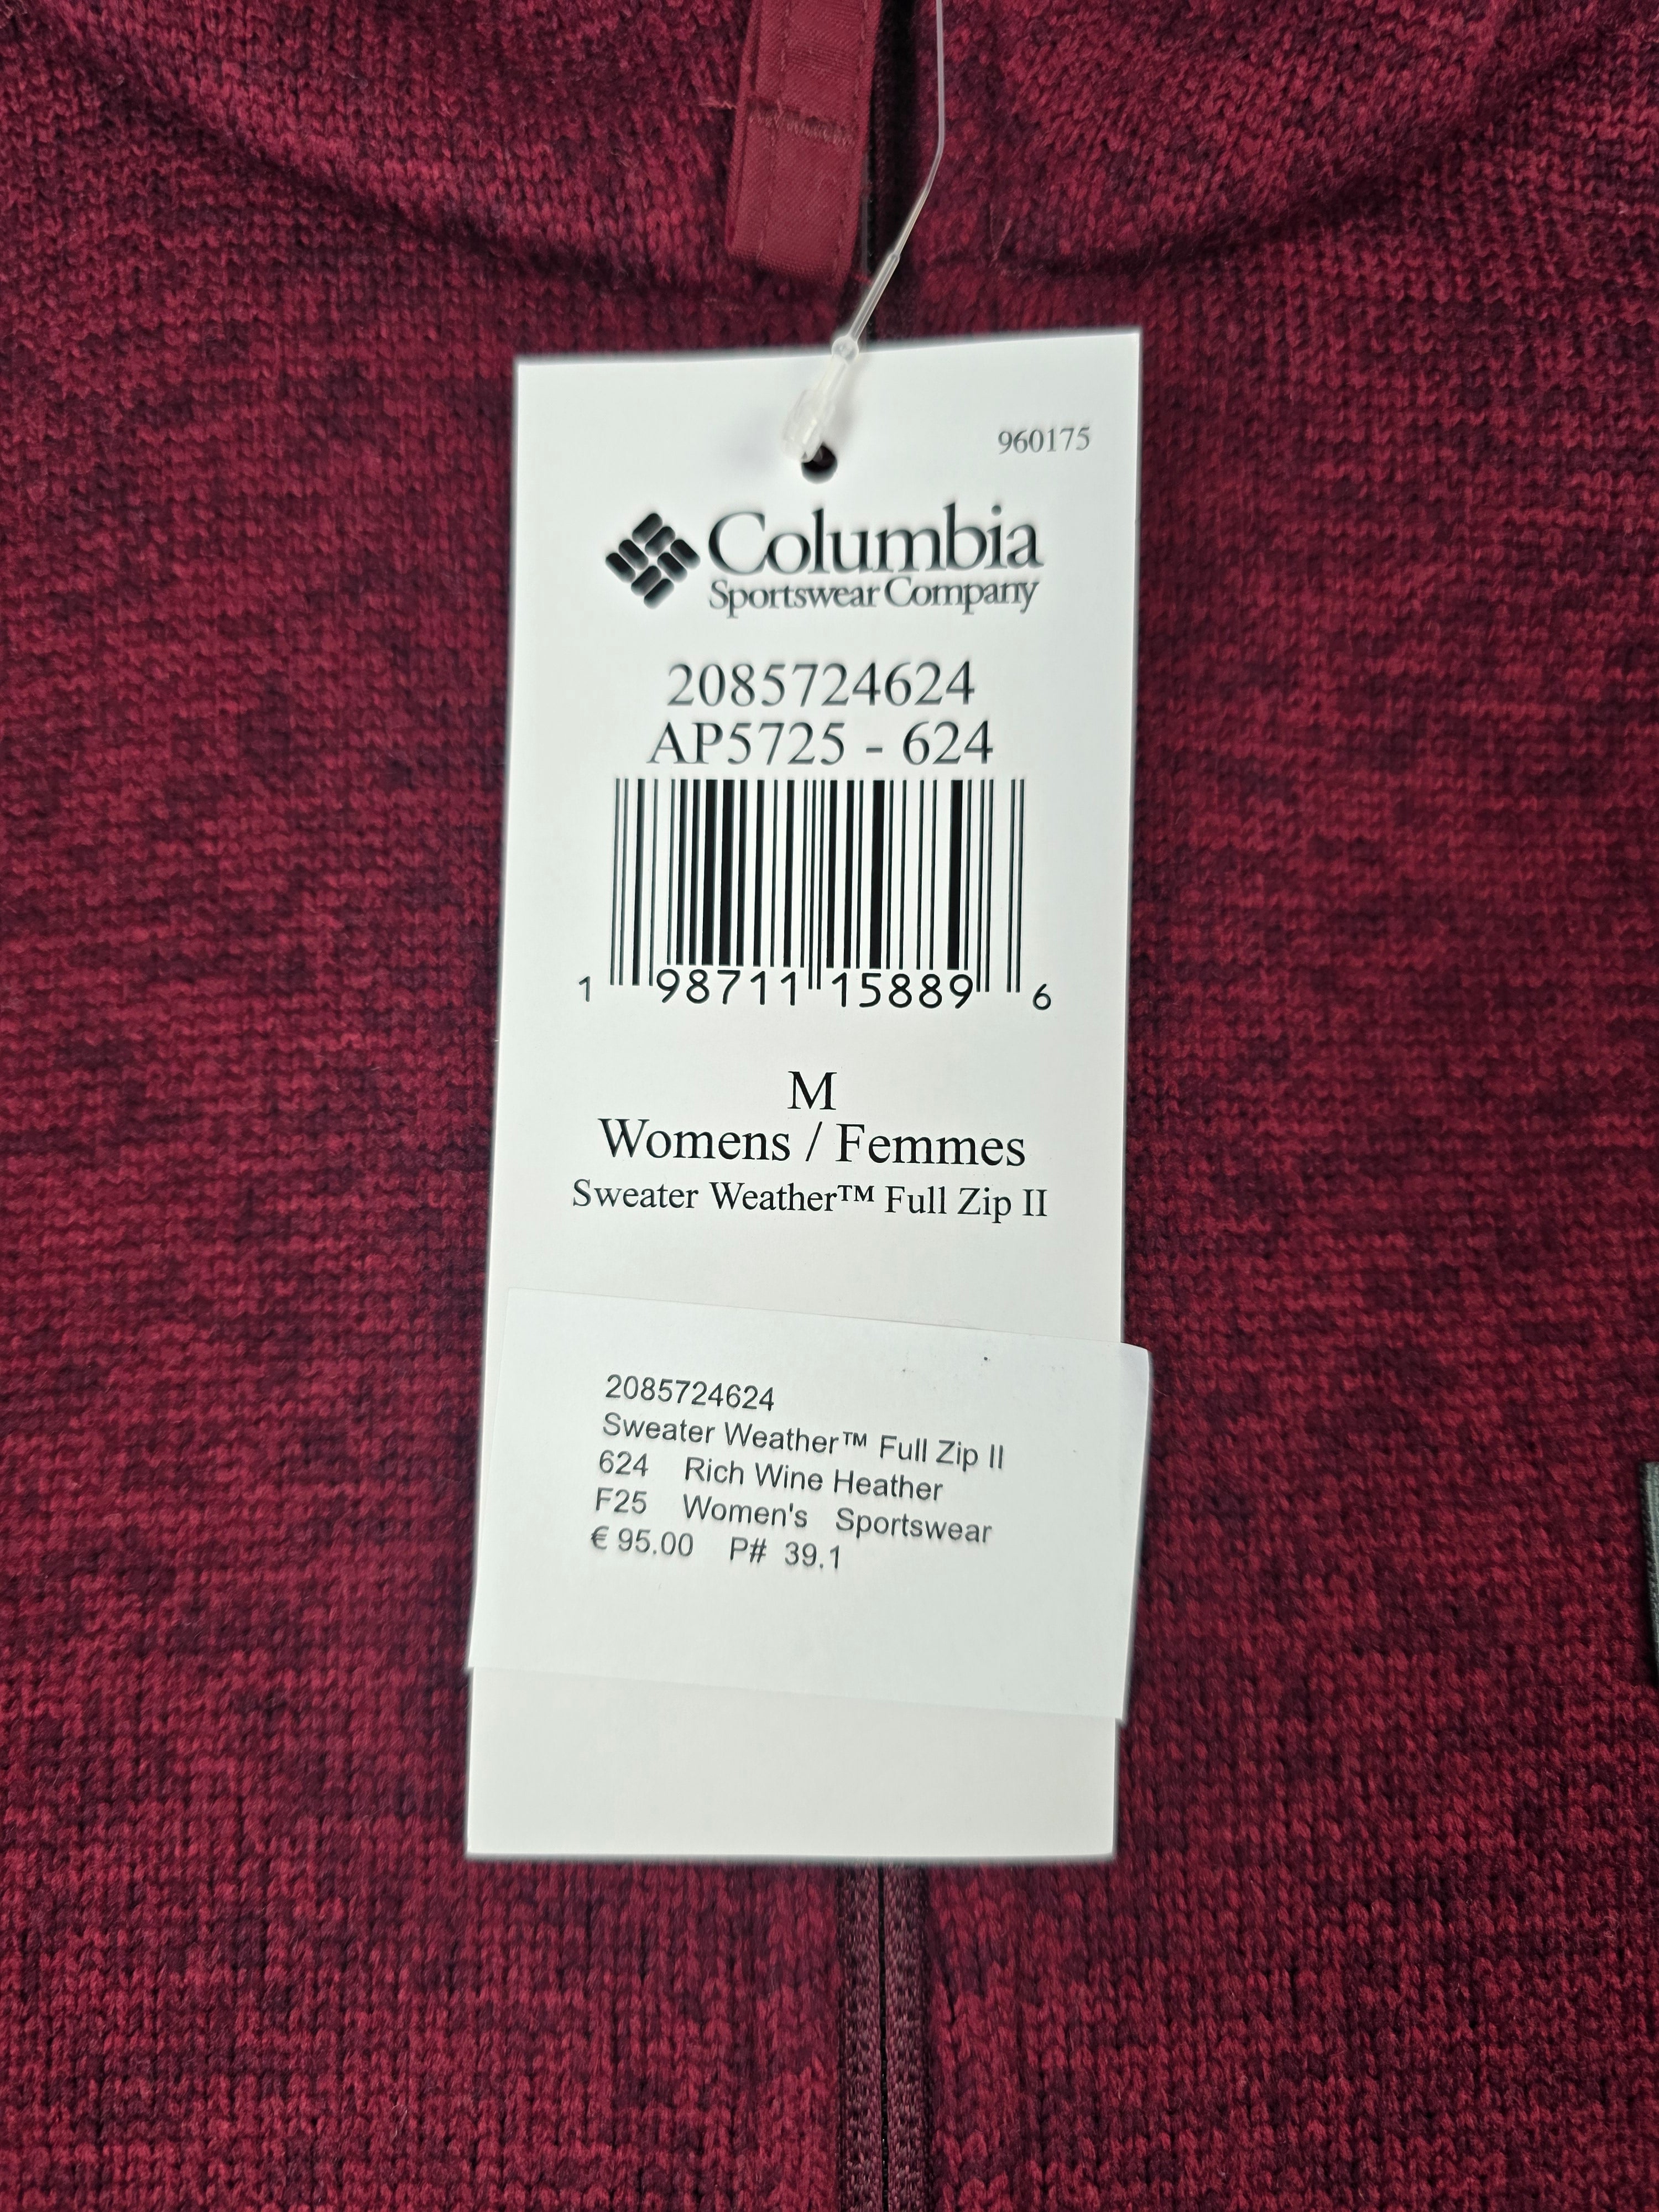 960175
Columbia
Sportswear Company
2085724624
AP5725 - 624
1 98711 15889 6
M
Womens / Femmes
Sweater Weather™ Full Zip II
2085724624
Sweater Weather™ Full Zip II
624 Rich Wine Heather
F25 Women's Sportswear
€ 95.00 P# 39.1